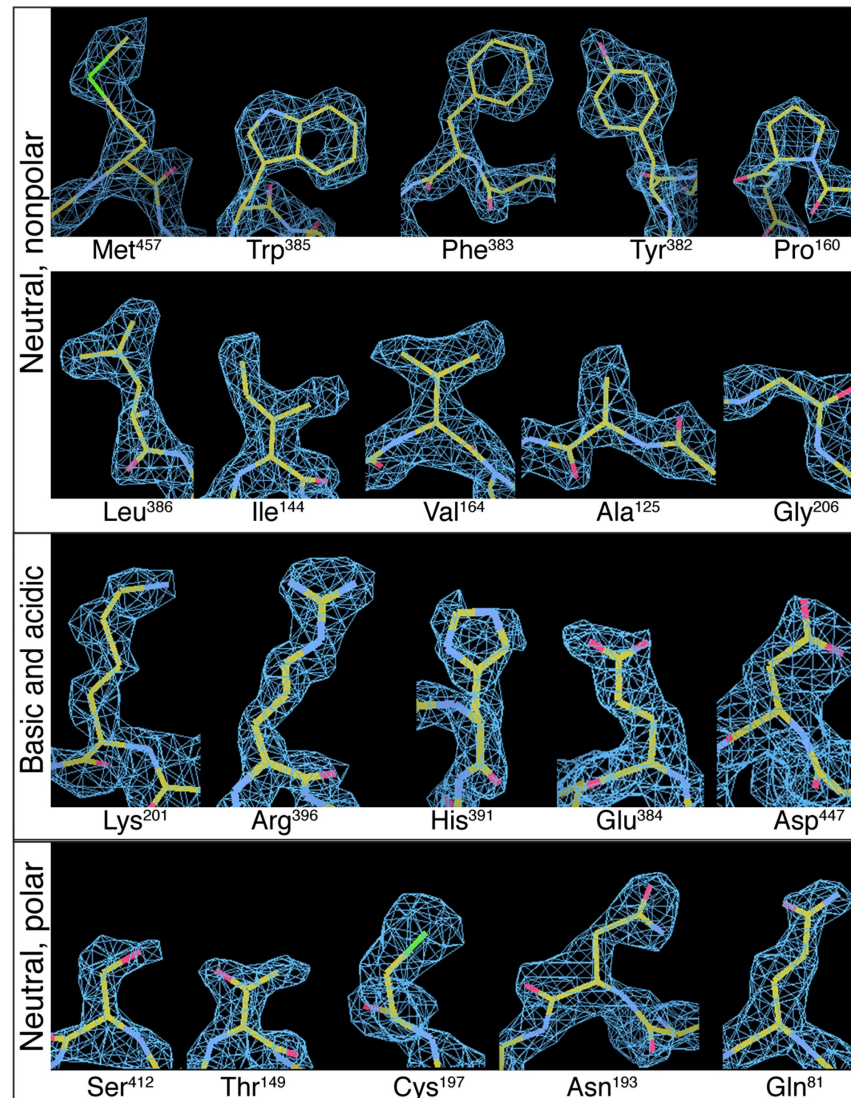 Neutral, nonpolar
Met⁴⁵⁷ Trp³⁸⁵ Phe³⁸³ Tyr³⁸² Pro¹⁶⁰
Leu³⁸⁶ Ile¹⁴⁴ Val¹⁶⁴ Ala¹²⁵ Gly²⁰⁶
Basic and acidic
Lys²⁰¹ Arg³⁹⁶ His³⁹¹ Glu³⁸⁴ Asp⁴⁴⁷
Neutral, polar
Ser⁴¹² Thr¹⁴⁹ Cys¹⁹⁷ Asn¹⁹³ Gln⁸¹